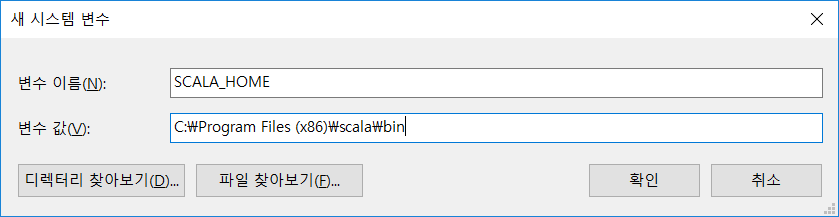 새 시스템 변수
변수 이름(N): SCALA_HOME
변수 값(V): C:₩Program Files (x86)₩scala₩bin
디렉터리 찾아보기(D)... 파일 찾아보기(F)... 확인 취소